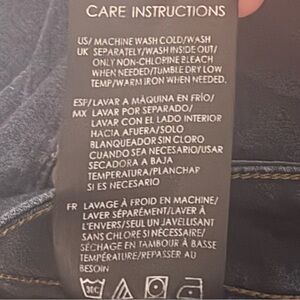 CARE INSTRUCTIONS
US/ MACHINE WASH COLD/WASH
UK SEPARATELY/WASH INSIDE OUT/
ONLY NON-CHLORINE BLEACH
WHEN NEEDED/TUMBLE DRY LOW
TEMP/WARM IRON WHEN NEEDED.
ESP/ LAVAR A MÁQUINA EN FRÍO/
MX LAVAR POR SEPARADO/
LAVAR CON EL LADO INTERIOR
HACIA AFUERA/SOLO
BLANQUEADOR SIN CLORO
CUANDO SEA NECESARIO/USAR
SECADORA A BAJA
TEMPERATURA/PLANCHAR
SI ES NECESARIO
FR LAVAGE À FROID EN MACHINE/
LAVER SÉPARÉMENT/LAVER À
L'ENVERS/SEUL UN JAVELLISANT
SANS CHLORE SI NÉCESSAIRE/
SÉCHAGE EN TAMBOUR À BASSE
TEMPÉRATURE/REPASSER AU
BESOIN